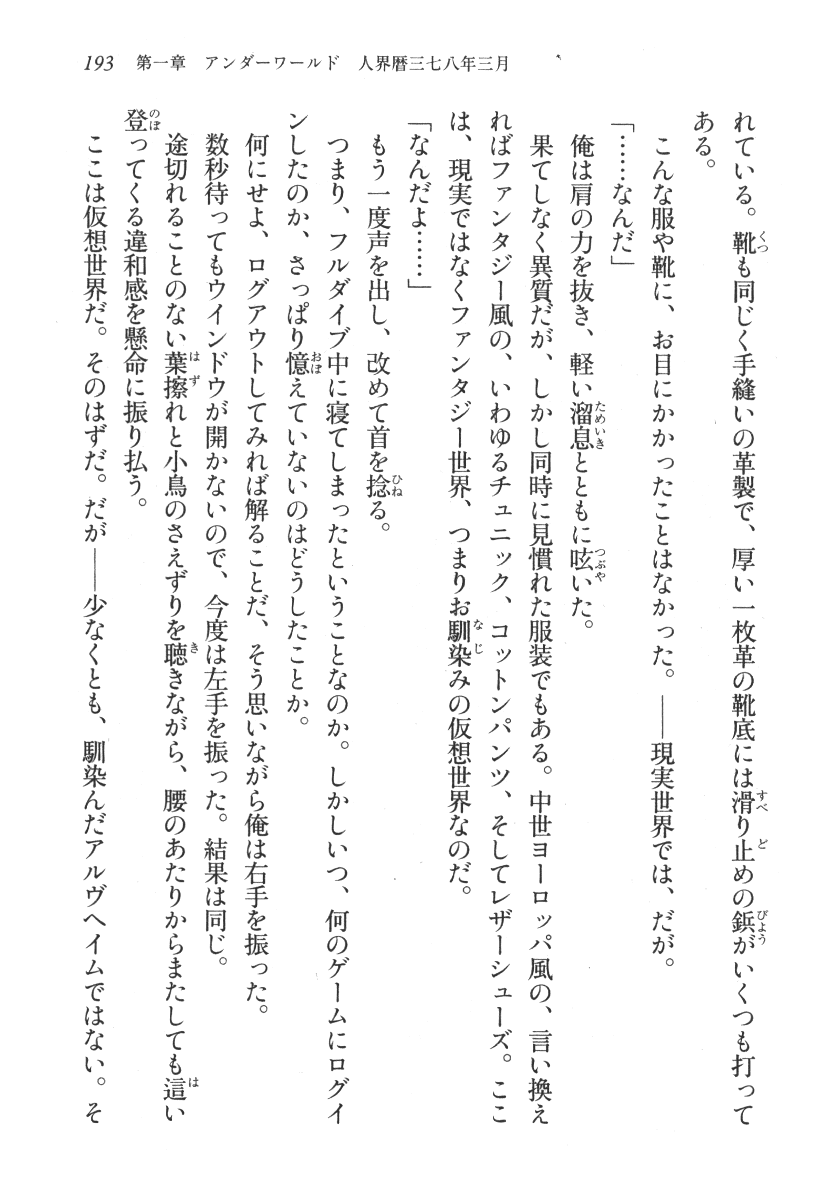 193　第一章　アンダーワールド　人界暦三七八年三月
れている。靴も同じく手縫いの革製で、厚い一枚革の靴底には滑り止めの鋲がいくつも打って
ある。
こんな服や靴に、お目にかかったことはなかった。——現実世界では、だが。
「……なんだ」
俺は肩の力を抜き、軽い溜息とともに呟いた。
果てしなく異質だが、しかし同時に見慣れた服装でもある。中世ヨーロッパ風の、言い換え
ればファンタジー風の、いわゆるチュニック、コットンパンツ、そしてレザーシューズ。ここ
は、現実ではなくファンタジー世界、つまりお馴染みの仮想世界なのだ。
「なんだよ……」
もう一度声を出し、改めて首を捻る。
つまり、フルダイブ中に寝てしまったということなのか。しかしいつ、何のゲームにログイ
ンしたのか、さっぱり憶えていないのはどうしたことか。
何にせよ、ログアウトしてみれば解ることだ、そう思いながら俺は右手を振った。
数秒待ってもウインドウが開かないので、今度は左手を振った。結果は同じ。
途切れることのない葉擦れと小鳥のさえずりを聴きながら、腰のあたりからまたしても這い
登ってくる違和感を懸命に振り払う。
ここは仮想世界だ。そのはずだ。だが——少なくとも、馴染んだアルヴヘイムではない。そ